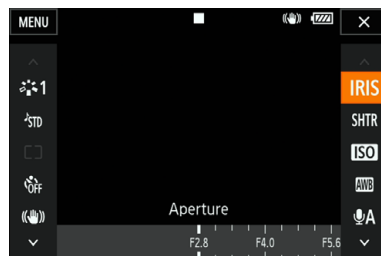 MENU ×
1 IRIS
STD SHTR
ISO
OFF AWB
A
Aperture
F2.8 F4.0 F5.6